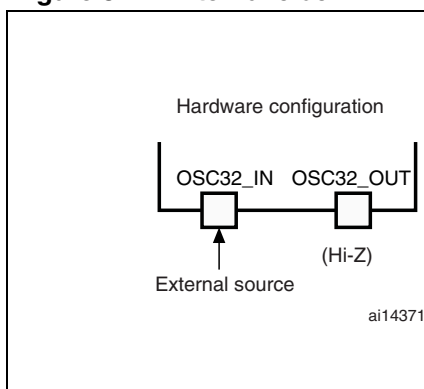 Hardware configuration
OSC32_IN OSC32_OUT
(Hi-Z)
External source
ai14371